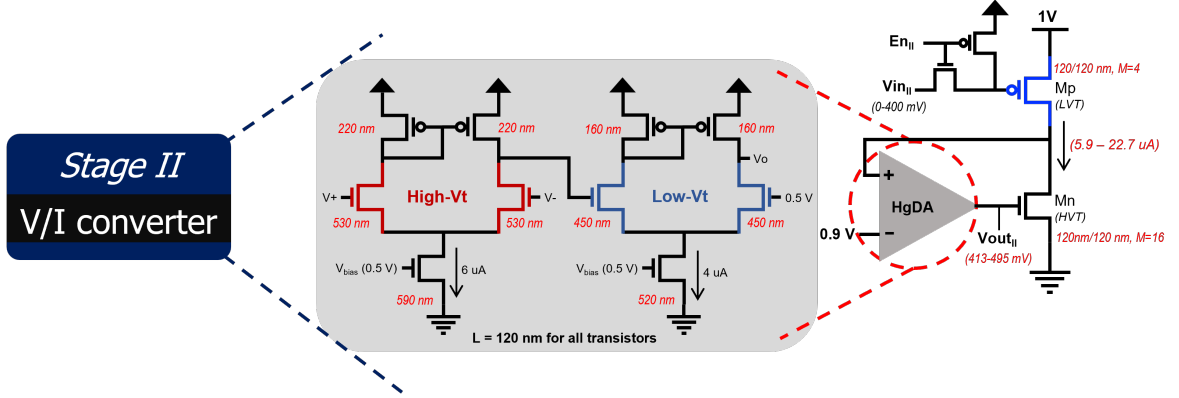 Stage II
V/I converter
220 nm
220 nm
160 nm
160 nm
Vo
V+
High-Vt
V-
Low-Vt
0.5 V
530 nm
530 nm
450 nm
450 nm
Vbias (0.5 V)
6 uA
590 nm
Vbias (0.5 V)
4 uA
520 nm
L = 120 nm for all transistors
1V
EnII
120/120 nm, M=4
VinII
Mp
(0-400 mV)
(LVT)
(5.9 – 22.7 uA)
+
HgDA
0.9 V
−
Mn
(HVT)
VoutII
120nm/120 nm, M=16
(413-495 mV)